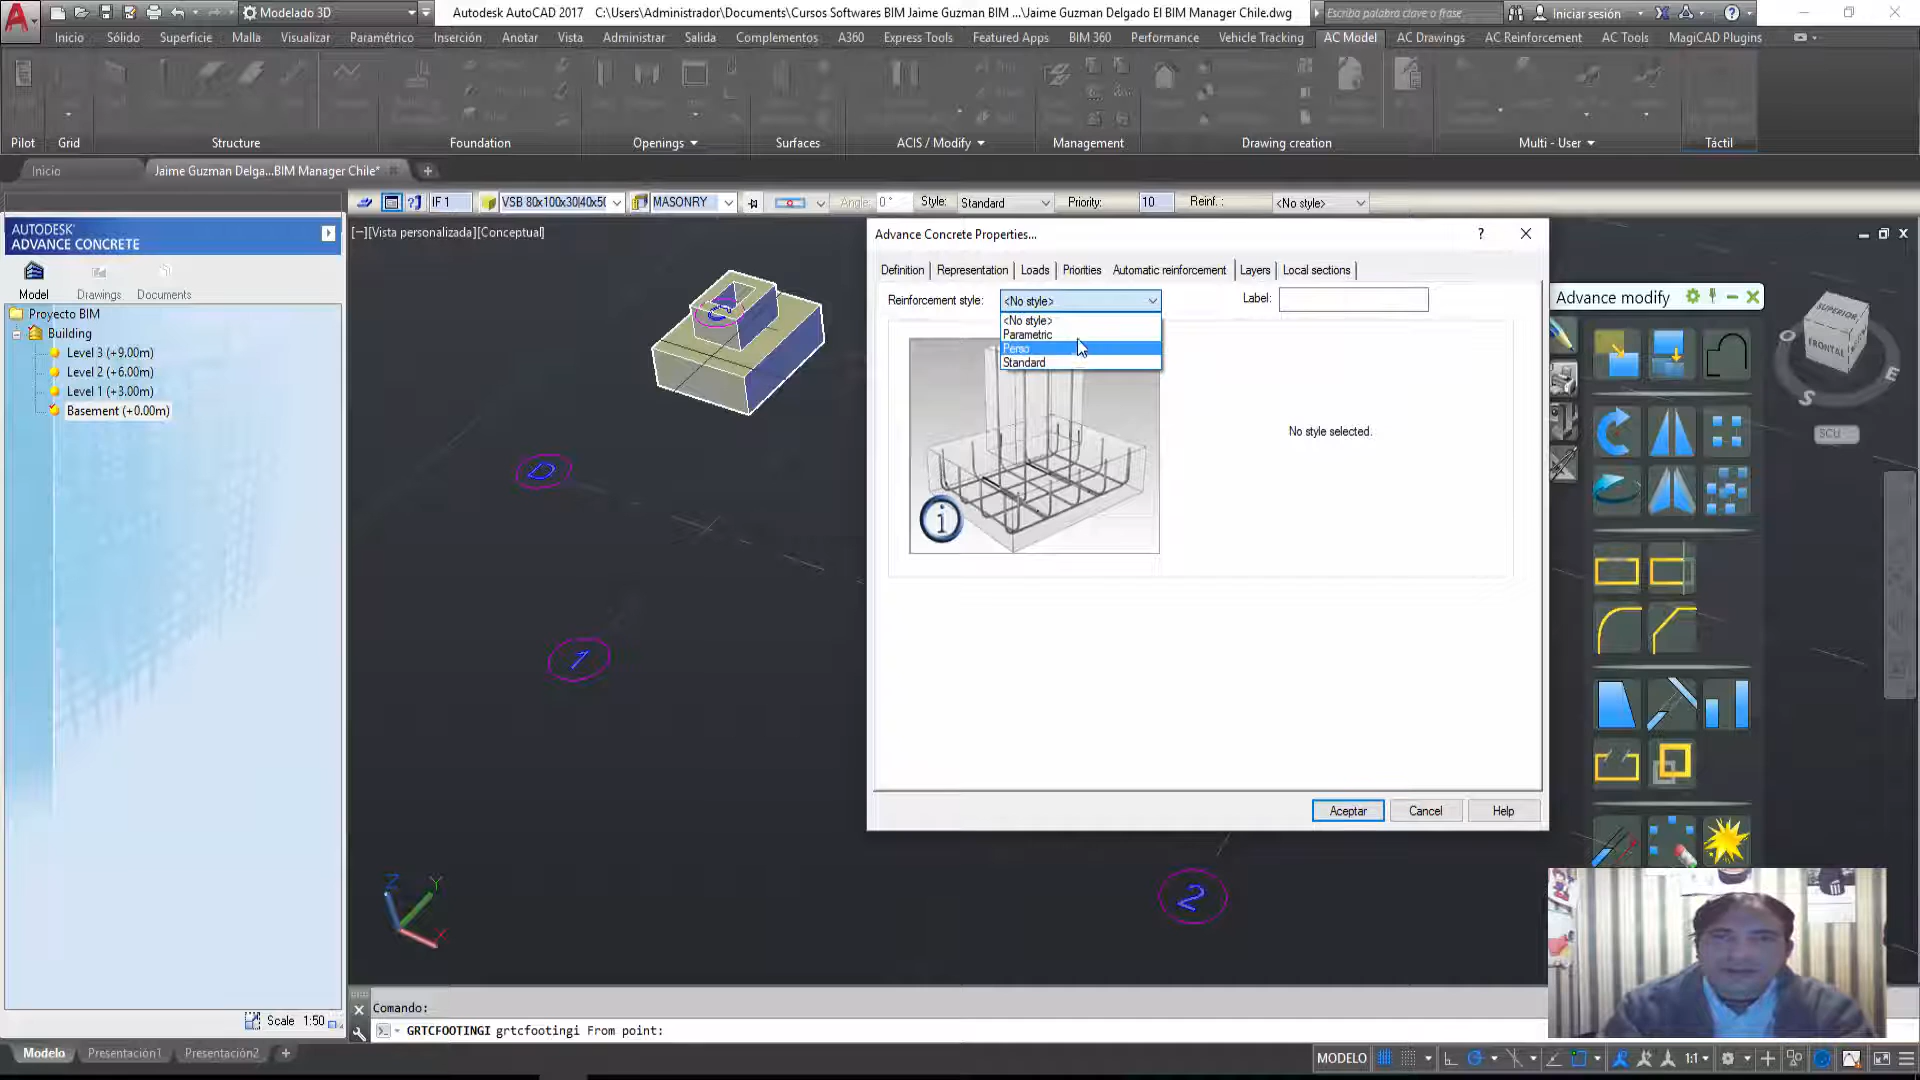 Modelado 3D
Autodesk AutoCAD 2017 C:\Users\Administrador\Documents\Cursos Softwares BIM Jaime Guzman BIM ...\Jaime Guzman Delgado El BIM Manager Chile.dwg
Escriba palabra clave o frase
Iniciar sesión
Inicio Sólido Superficie Malla Visualizar Paramétrico Inserción Anotar Vista Administrar Salida Complementos A360 Express Tools Featured Apps BIM 360 Performance Vehicle Tracking AC Model AC Drawings AC Reinforcement AC Tools MagiCAD Plugins
Pilot Grid Structure Foundation Openings Surfaces ACIS / Modify Management Drawing creation Multi - User Táctil
Inicio
Jaime Guzman Delga...BIM Manager Chile*
IF 1
VSB 80x100x30|40x50
MASONRY
Angle: 0°
Style: Standard
Priority: 10
Reinf. : <No style>
AUTODESK®
ADVANCE CONCRETE
Model Drawings Documents
Proyecto BIM
Building
Level 3 (+9.00m)
Level 2 (+6.00m)
Level 1 (+3.00m)
Basement (+0.00m)
Scale 1:50
[−][Vista personalizada][Conceptual]
C
D
1
2
Z
Y
X
Advance Concrete Properties...
Definition Representation Loads Priorities Automatic reinforcement Layers Local sections
Reinforcement style: <No style>
Label:
<No style>
Parametric
Perso
Standard
No style selected.
Aceptar Cancel Help
Advance modify
SUPERIOR
FRONTAL
E
S
SCU
Comando:
GRTCFOOTINGI grtcfootingi From point:
Modelo Presentación1 Presentación2
MODELO
1:1